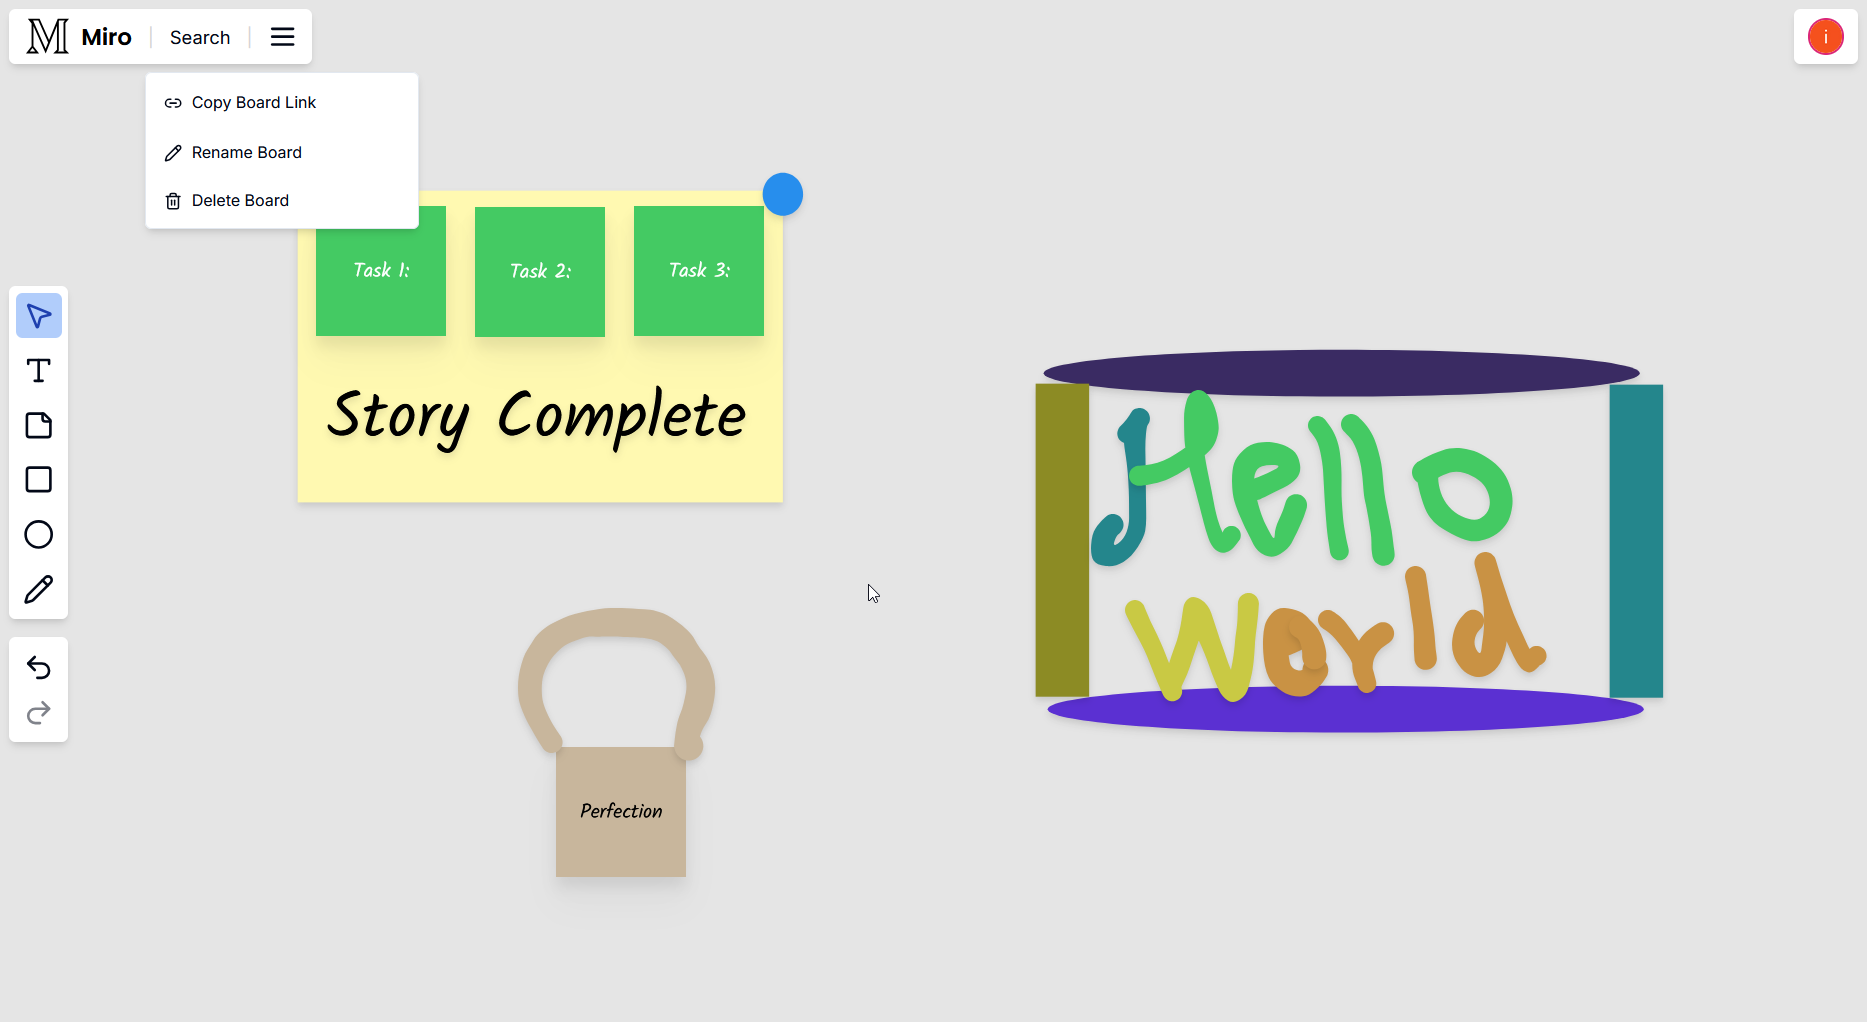 M Miro Search
i
Copy Board Link
Rename Board
Delete Board
Task 1: Task 2: Task 3:
Story Complete
Hello
World
Perfection